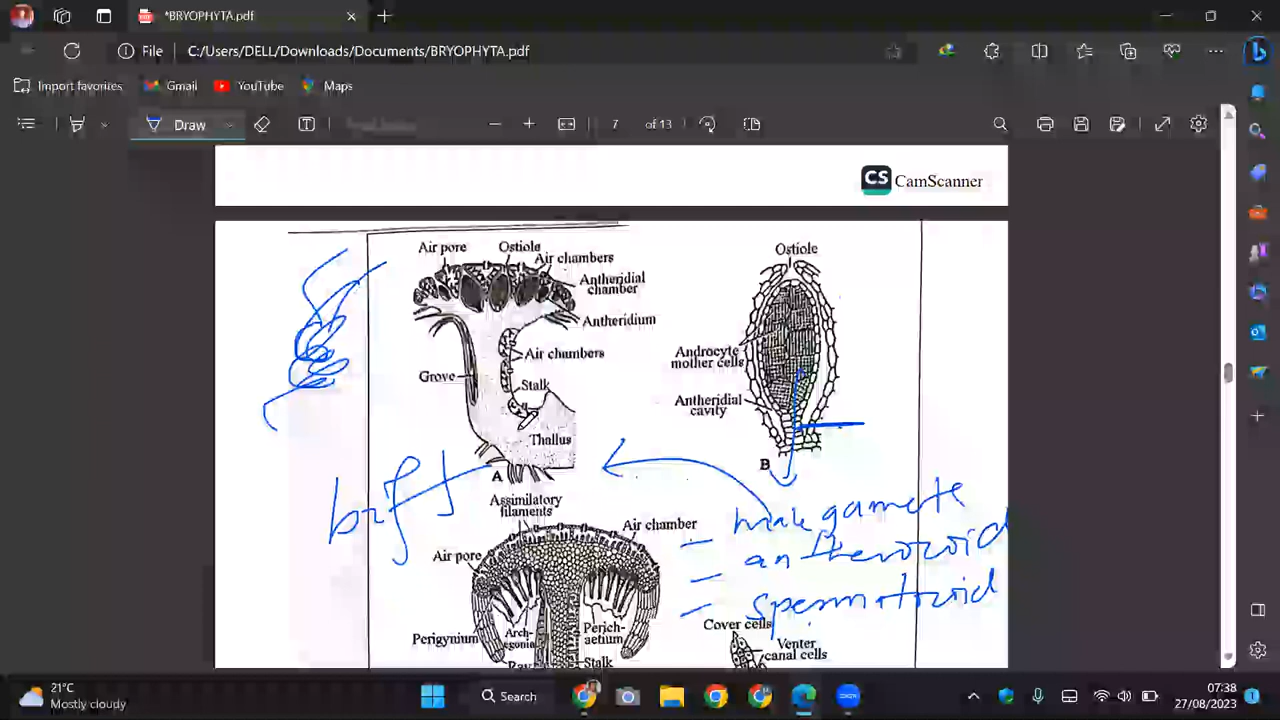 *BRYOPHYTA.pdf
File C:/Users/DELL/Downloads/Documents/BRYOPHYTA.pdf
Import favorites Gmail YouTube Maps
Draw 7 of 13
CS CamScanner
Air pore Ostiole
Air chambers
Antheridial
chamber
Antheridium
Air chambers
Grove
Stalk
Thallus
A
Ostiole
Androcyte
mother cells
Antheridial
cavity
B
- male gamete
- antherozoid
- spermatozoid
Assimilatory
filaments
Air chamber
Air pore
Perigynium
Arch-
egonia
Perich-
aetium
Ray
Stalk
Cover cells
Venter
canal cells
21°C
Mostly cloudy
Search
07:38
27/08/2023